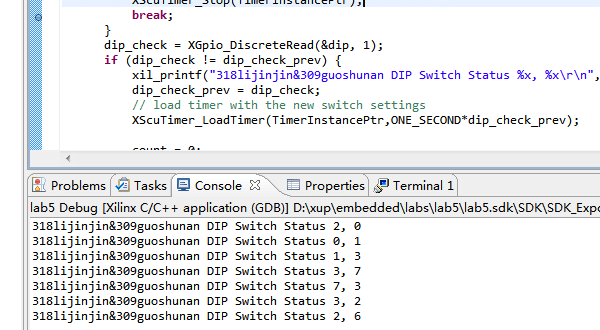 XScuTimer_Stop(TimerInstancePtr);
break;
}
dip_check = XGpio_DiscreteRead(&dip, 1);
if (dip_check != dip_check_prev) {
xil_printf("318lijinjin&309guoshunan DIP Switch Status %x, %x\r\n",
dip_check_prev = dip_check;
// load timer with the new switch settings
XScuTimer_LoadTimer(TimerInstancePtr,ONE_SECOND*dip_check_prev);
count = 0;
Problems Tasks Console Properties Terminal 1
lab5 Debug [Xilinx C/C++ application (GDB)] D:\xup\embedded\labs\lab5\lab5.sdk\SDK\SDK_Expo
318lijinjin&309guoshunan DIP Switch Status 2, 0
318lijinjin&309guoshunan DIP Switch Status 0, 1
318lijinjin&309guoshunan DIP Switch Status 1, 3
318lijinjin&309guoshunan DIP Switch Status 3, 7
318lijinjin&309guoshunan DIP Switch Status 7, 3
318lijinjin&309guoshunan DIP Switch Status 3, 2
318lijinjin&309guoshunan DIP Switch Status 2, 6